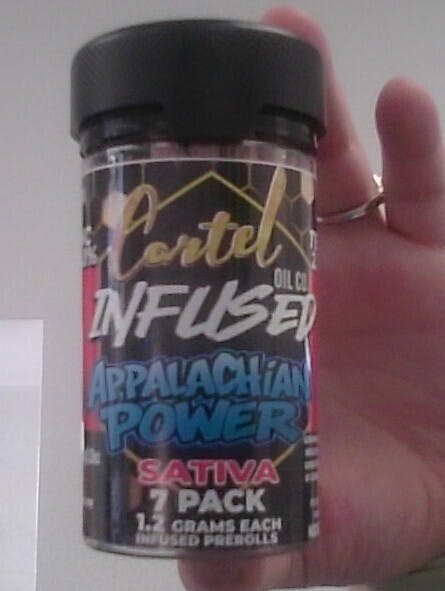 Cartel
OIL CO.
INFUSED
APPALACHiAN
POWER
SATIVA
7 PACK
1.2 GRAMS EACH
INFUSED PREROLLS